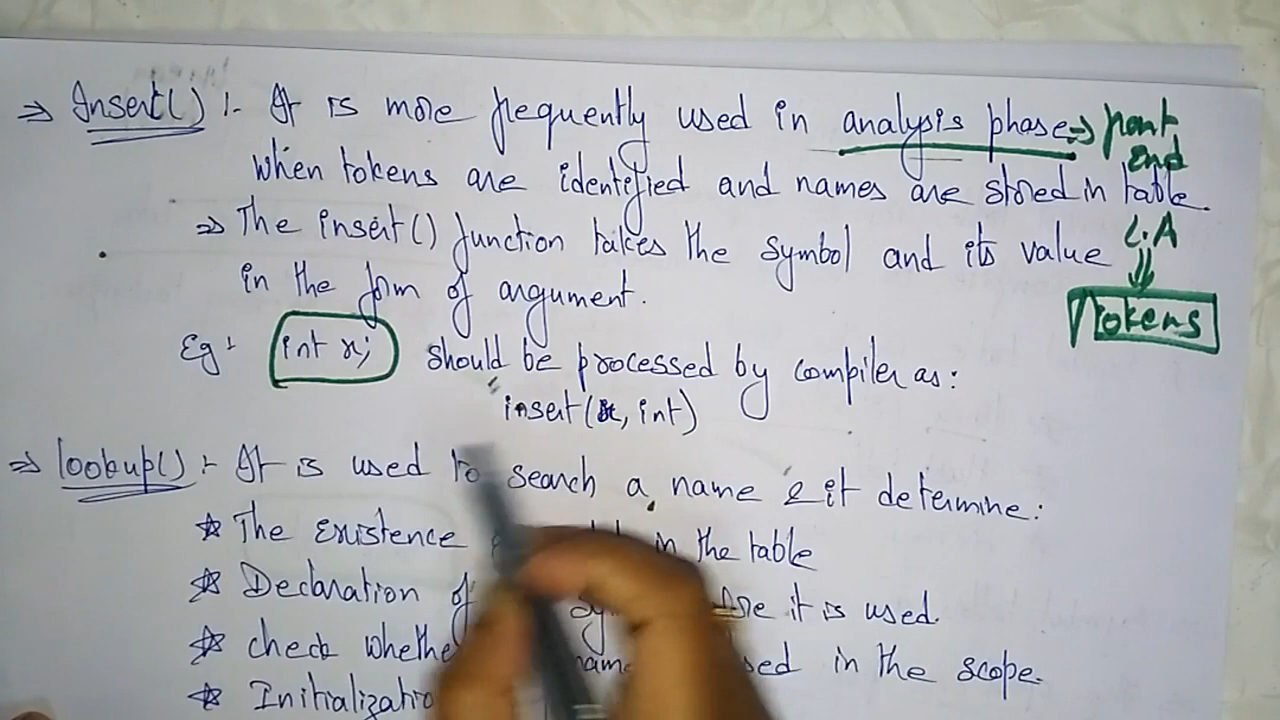 ⇒ Insert() :- It is more frequently used in analysis phase ⇒ front end
when tokens are identified and names are stored in table.
⇒ The insert() function takes the symbol and its value
L.A
in the form of argument.
tokens
Eg: int x; should be processed by compiler as:
insert(x, int)
⇒ lookup() :- It is used to search a name & it determine:
☆ The Existence in the table
☆ Declaration of it is used.
☆ check in the scope.
☆